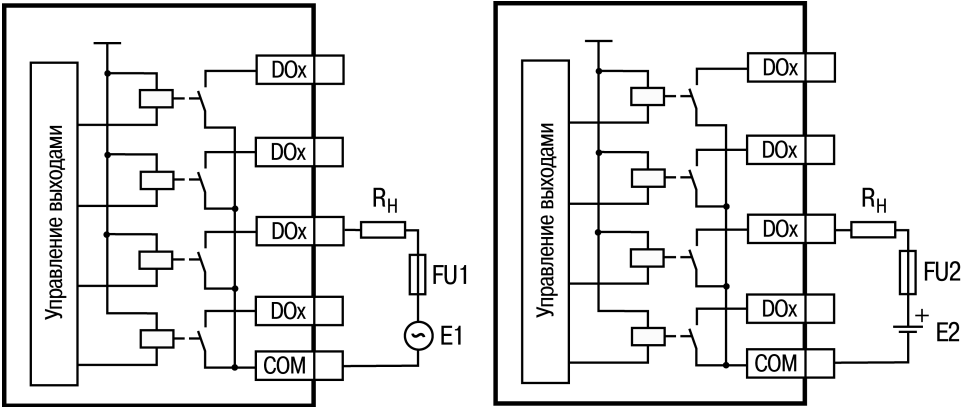 Управление выходами
DOx
DOx
DOx
DOx
COM
RH
FU1
E1
Управление выходами
DOx
DOx
DOx
DOx
COM
RH
FU2
+
E2